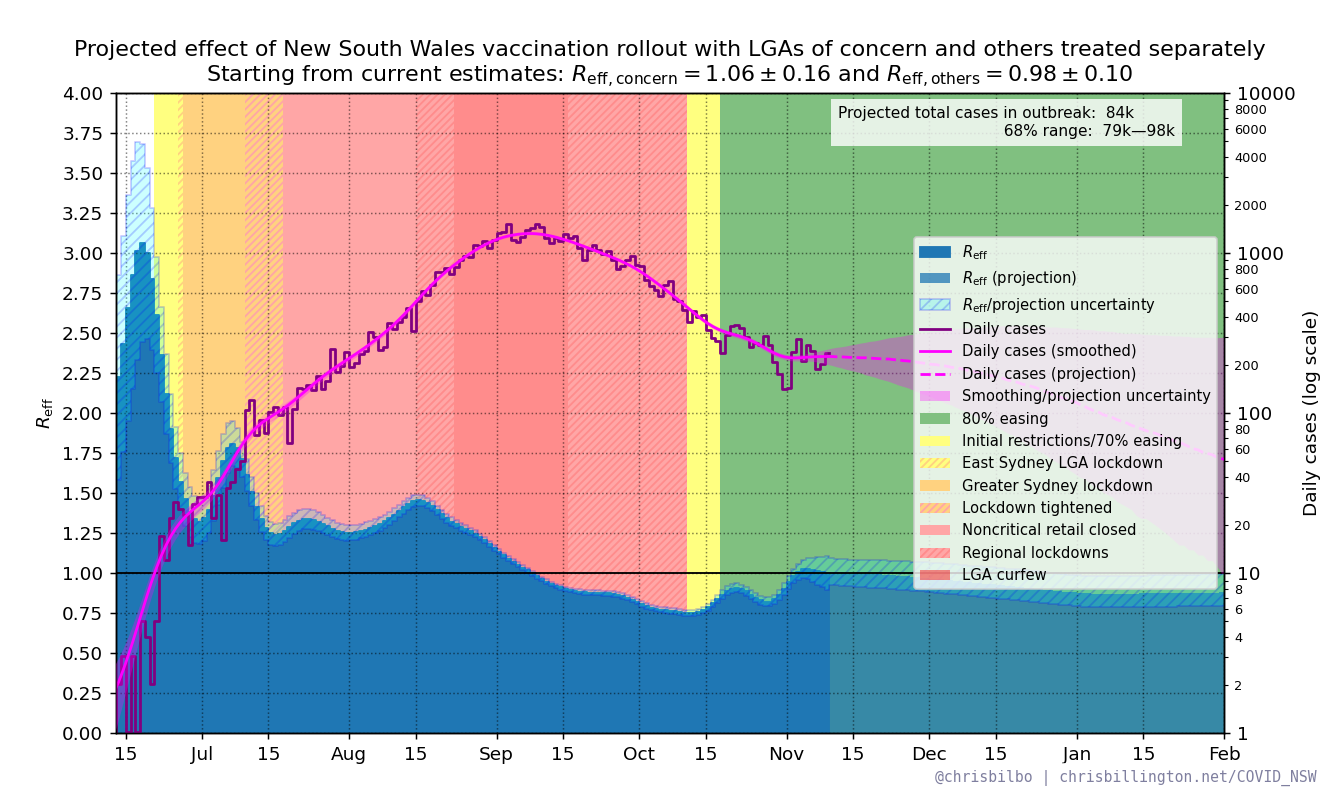 Projected effect of New South Wales vaccination rollout with LGAs of concern and others treated separately
Starting from current estimates: Reff, concern = 1.06 ± 0.16 and Reff, others = 0.98 ± 0.10
Projected total cases in outbreak: 84k
68% range: 79k—98k
4.00
3.75
3.50
3.25
3.00
2.75
2.50
2.25
2.00
1.75
1.50
1.25
1.00
0.75
0.50
0.25
0.00
Reff
Reff
Reff (projection)
Reff/projection uncertainty
Daily cases
Daily cases (smoothed)
Daily cases (projection)
Smoothing/projection uncertainty
80% easing
Initial restrictions/70% easing
East Sydney LGA lockdown
Greater Sydney lockdown
Lockdown tightened
Noncritical retail closed
Regional lockdowns
LGA curfew
10000
8000
6000
4000
2000
1000
800
600
400
200
100
80
60
40
20
10
8
6
4
2
1
Daily cases (log scale)
15 Jul 15 Aug 15 Sep 15 Oct 15 Nov 15 Dec 15 Jan 15 Feb
@chrisbilbo | chrisbillington.net/COVID_NSW